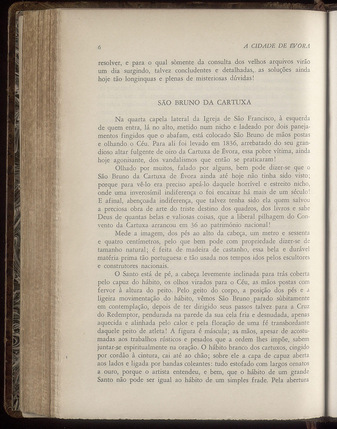 6
A CIDADE DE EVORA
resolver, e para o qual sòmente da consulta dos velhos arquivos virão
um dia surgindo, talvez concludentes e detalhadas, as soluções ainda
hoje tão longínquas e plenas de misteriosas dúvidas!
SÃO BRUNO DA CARTUXA
Na quarta capela lateral da Igreja de São Francisco, à esquerda
de quem entra, lá no alto, metido num nicho e ladeado por dois paneja-
mentos fingidos que o abafam, está colocado São Bruno de mãos postas
e olhando o Céu. Para ali foi levado em 1836, arrebatado do seu gran-
dioso altar fulgente de oiro da Cartuxa de Évora, essa pobre vítima, ainda
hoje agonisante, dos vandalismos que então se praticaram!
Olhado por muitos, falado por alguns, bem pode dizer-se que o
São Bruno da Cartuxa de Évora ainda até hoje não tinha sido visto;
porque para vê-lo era preciso apeá-lo daquele horrível e estreito nicho,
onde uma inverosímil indiferença o foi encaixar há mais de um século!
E afinal, abençoada indiferença, que talvez tenha sido ela quem salvou
a preciosa obra de arte do triste destino dos quadros, dos livros e sabe
Deus de quantas belas e valiosas coisas, que a liberal pilhagem do Con-
vento da Cartuxa arrancou em 36 ao património nacional!
Mede a imagem, dos pés ao alto da cabeça, um metro e sessenta
e quatro centímetros, pelo que bem pode com propriedade dizer-se de
tamanho natural; é feita de madeira de castanho, essa bela e durável
matéria prima tão portuguesa e tão usada nos tempos idos pelos escultores
e construtores nacionais.
O Santo está de pé, a cabeça levemente inclinada para trás coberta
pelo capuz do hábito, os olhos virados para o Céu, as mãos postas com
fervor à altura do peito. Pelo geito do corpo, a posição dos pés e a
ligeira movimentação do hábito, vêmos São Bruno parado sùbitamente
em contemplação, depois de ter dirigido seus passos talvez para a Cruz
do Redemptor, pendurada na parede da sua cela fria e desnudada, apenas
aquecida e alinhada pelo calor e pela floração de uma fé transbordante
daquele peito de atleta! A figura é máscula; as mãos, apesar de acostu-
madas aos trabalhos rústicos e pesados que a ordem lhes impõe, sabem
juntar-se espiritualmente na oração. O hábito branco dos cartuxos, cingido
por cordão à cintura, cai até ao chão; sobre ele a capa de capuz aberta
aos lados e ligada por bandas coleantes: tudo estofado com largos ornatos
a ouro, porque o artista entendeu, e bem, que o hábito de um grande
Santo não pode ser igual ao hábito de um simples frade. Pela abertura